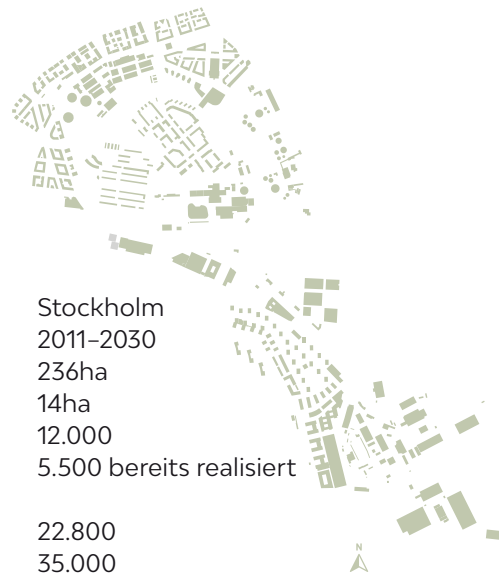 Stockholm
2011–2030
236ha
14ha
12.000
5.500 bereits realisiert
22.800
35.000
N